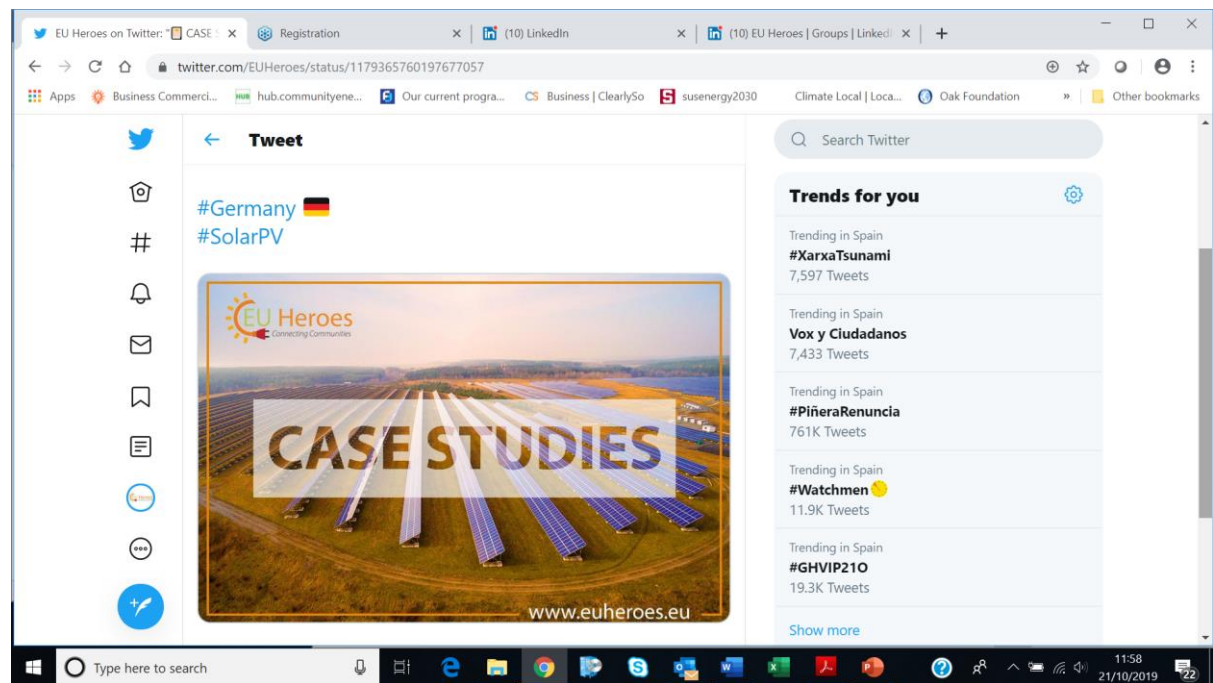 EU Heroes on Twitter: "📋 CASE S
Registration
(10) LinkedIn
(10) EU Heroes | Groups | LinkedI
twitter.com/EUHeroes/status/1179365760197677057
Apps
Business Commerci...
HUB
hub.communityene...
Our current progra...
CS
Business | ClearlySo
S
susenergy2030
Climate Local | Loca...
Oak Foundation
»
Other bookmarks
Tweet
Search Twitter
#Germany 🇩🇪
#SolarPV
EU Heroes
Connecting Communities
CASE STUDIES
www.euheroes.eu
Trends for you
Trending in Spain
#XarxaTsunami
7,597 Tweets
Trending in Spain
Vox y Ciudadanos
7,433 Tweets
Trending in Spain
#PiñeraRenuncia
761K Tweets
Trending in Spain
#Watchmen
11.9K Tweets
Trending in Spain
#GHVIP21O
19.3K Tweets
Show more
Type here to search
11:58
21/10/2019
22